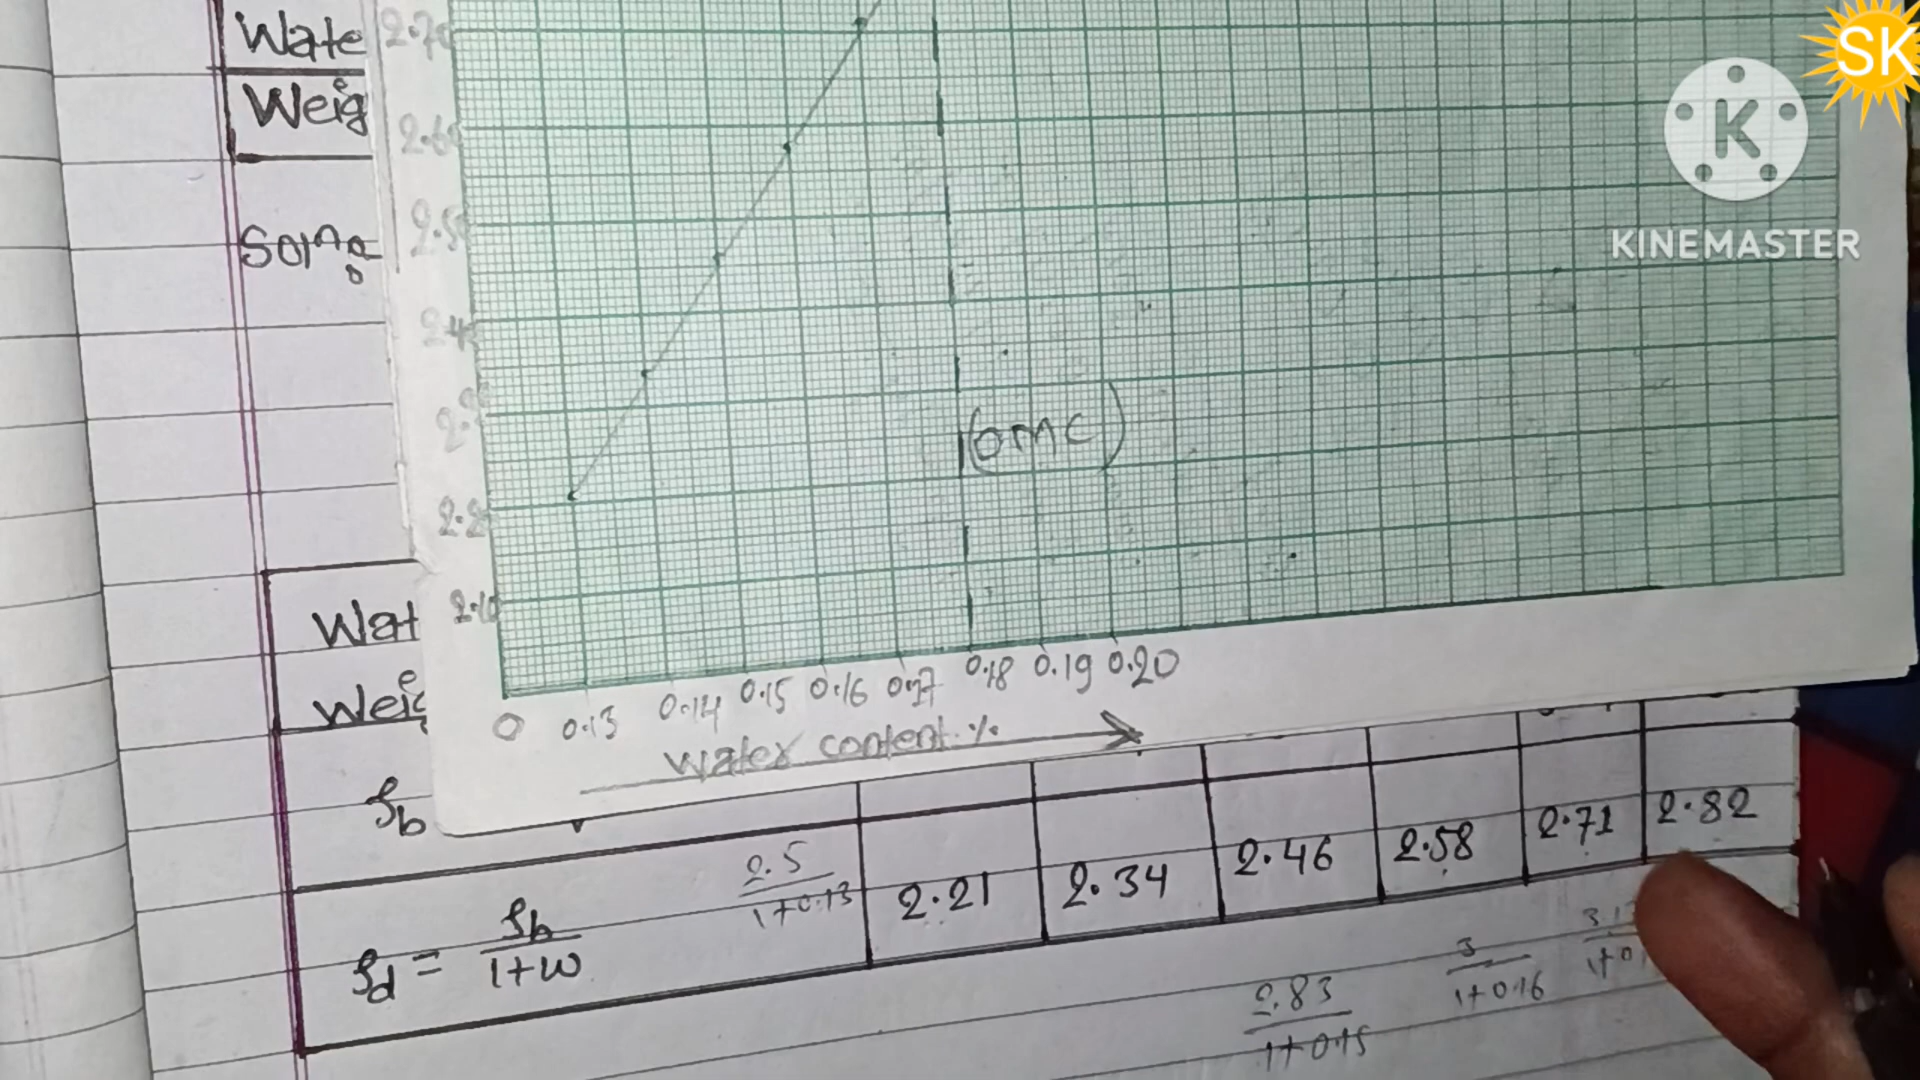 Wate
Weig
2.70
2.60
2.50
2.20
2.10
(omc)
0 0.13 0.14 0.15 0.16 0.17 0.18 0.19 0.20
water content %
Wat
Weig
ρb
ρd = ρb / 1+w
2.5 / 1+0.13
2.21 2.34 2.46 2.58 2.71 2.82
2.83 / 1+0.15
3 / 1+0.16
SK
KINEMASTER
K